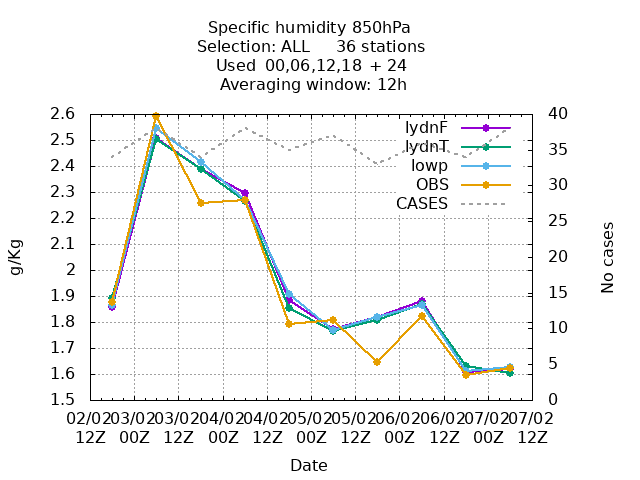 Specific humidity 850hPa
Selection: ALL 36 stations
Used 00,06,12,18 + 24
Averaging window: 12h
2.6
2.5
2.4
2.3
2.2
2.1
2
1.9
1.8
1.7
1.6
1.5
g/Kg
40
35
30
25
20
15
10
5
0
No cases
IydnF
IydnT
Iowp
OBS
CASES
02/02 03/02 03/02 04/02 04/02 05/02 05/02 06/02 06/02 07/02 07/02
12Z 00Z 12Z 00Z 12Z 00Z 12Z 00Z 12Z 00Z 12Z
Date